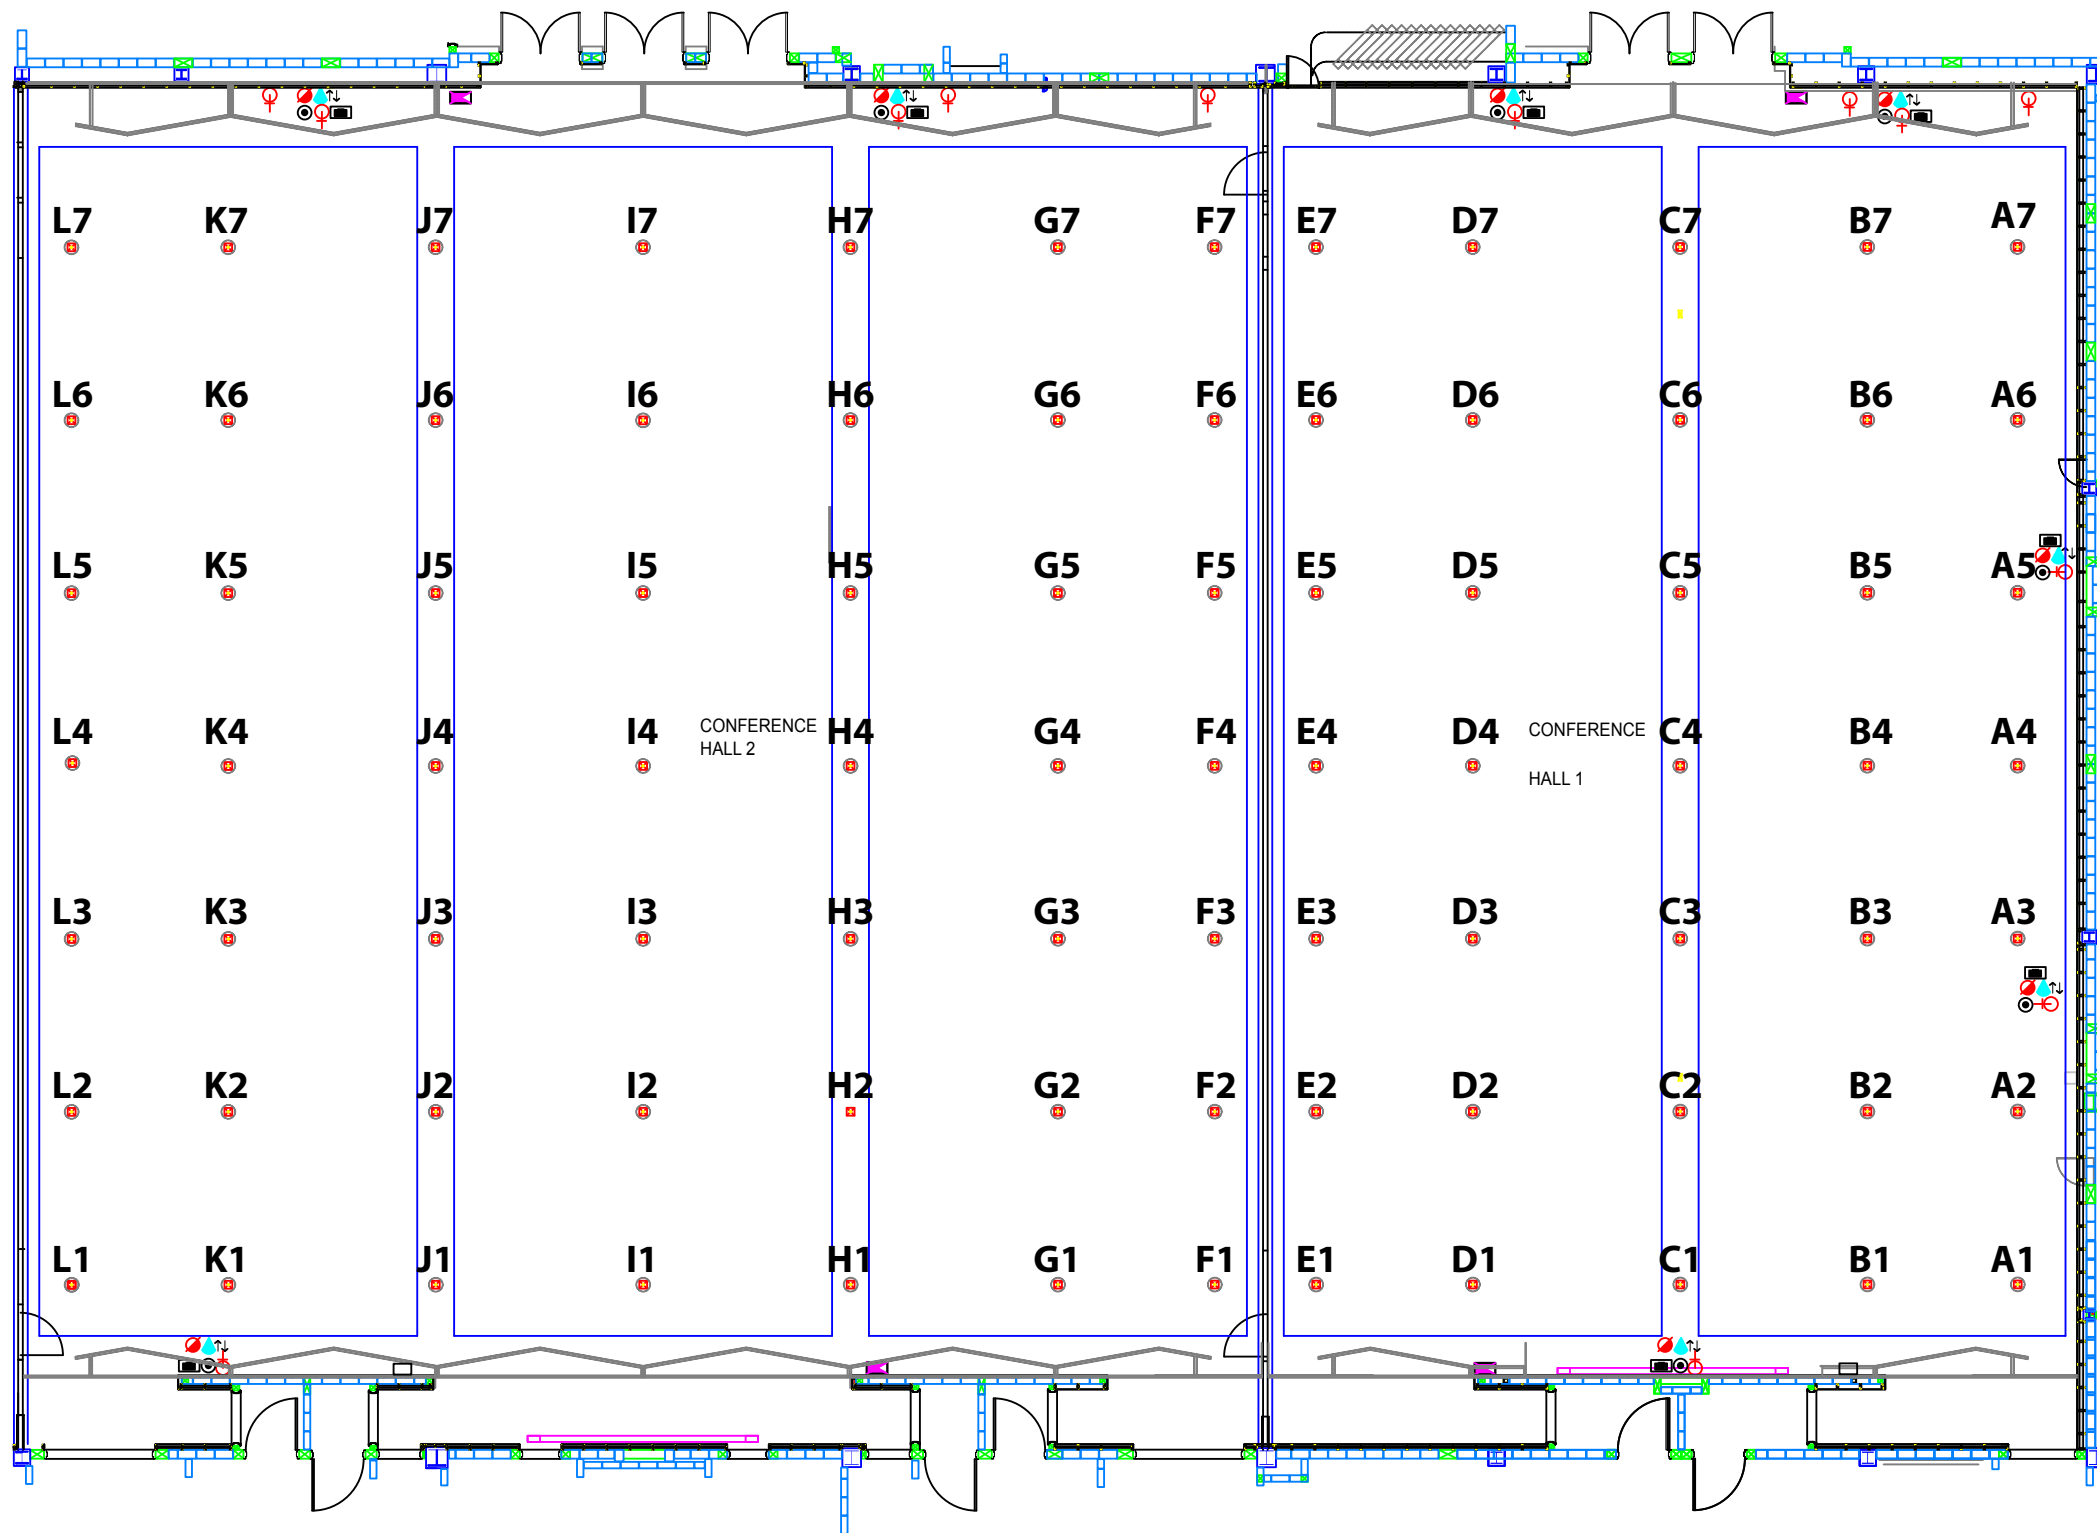 L7 K7 J7 I7 H7 G7 F7 E7 D7 C7 B7 A7
L6 K6 J6 I6 H6 G6 F6 E6 D6 C6 B6 A6
L5 K5 J5 I5 H5 G5 F5 E5 D5 C5 B5 A5
L4 K4 J4 I4 CONFERENCE H4 G4 F4 E4 D4 CONFERENCE C4 B4 A4
HALL 2
HALL 1
L3 K3 J3 I3 H3 G3 F3 E3 D3 C3 B3 A3
L2 K2 J2 I2 H2 G2 F2 E2 D2 C2 B2 A2
L1 K1 J1 I1 H1 G1 F1 E1 D1 C1 B1 A1